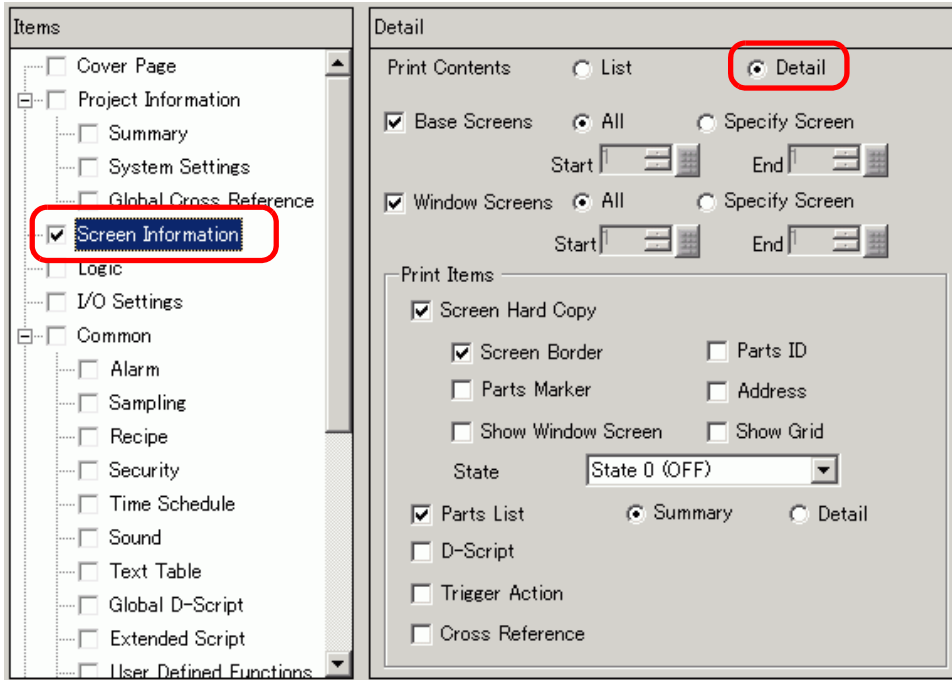 Items
Cover Page
Project Information
Summary
System Settings
Global Cross Reference
Screen Information
Logic
I/O Settings
Common
Alarm
Sampling
Recipe
Security
Time Schedule
Sound
Text Table
Global D-Script
Extended Script
User Defined Functions
Detail
Print Contents List Detail
Base Screens All Specify Screen
Start 1 End 1
Window Screens All Specify Screen
Start 1 End 1
Print Items
Screen Hard Copy
Screen Border Parts ID
Parts Marker Address
Show Window Screen Show Grid
State State 0 (OFF)
Parts List Summary Detail
D-Script
Trigger Action
Cross Reference